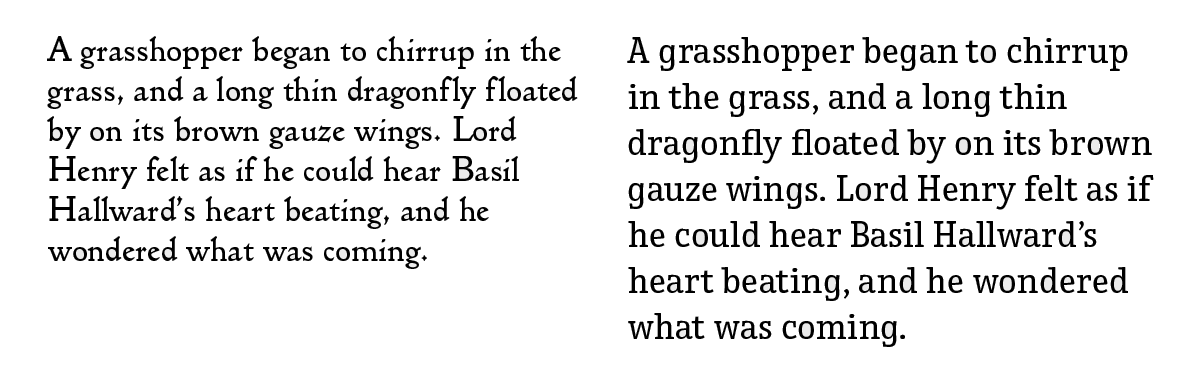 A grasshopper began to chirrup in the
grass, and a long thin dragonfly floated
by on its brown gauze wings. Lord
Henry felt as if he could hear Basil
Hallward’s heart beating, and he
wondered what was coming.
A grasshopper began to chirrup
in the grass, and a long thin
dragonfly floated by on its brown
gauze wings. Lord Henry felt as if
he could hear Basil Hallward’s
heart beating, and he wondered
what was coming.